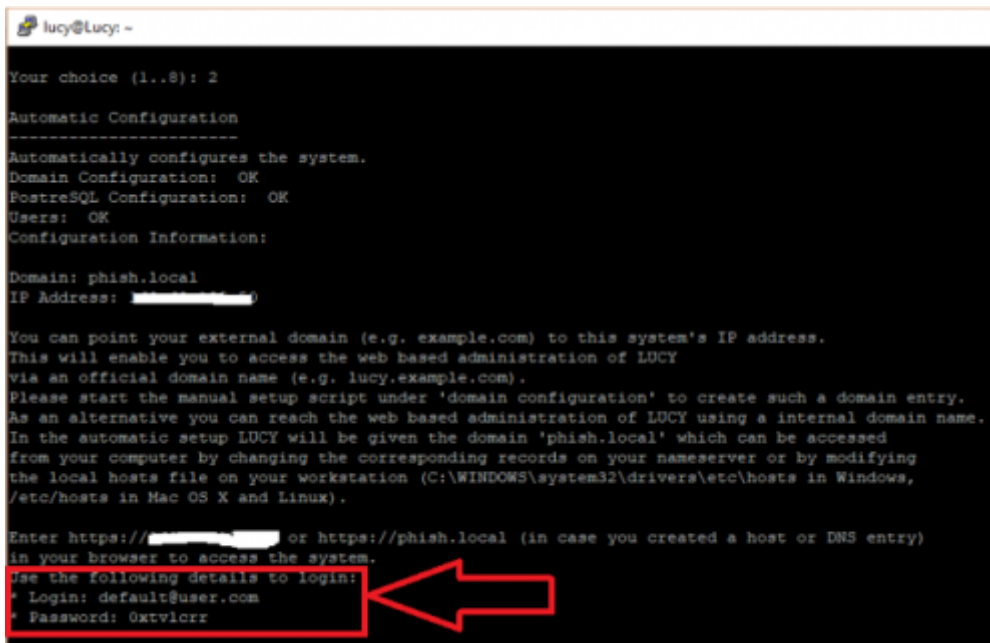 lucy@Lucy: ~
Your choice (1..8): 2
Automatic Configuration
-----------------------
Automatically configures the system.
Domain Configuration: OK
PostreSQL Configuration: OK
Users: OK
Configuration Information:
Domain: phish.local
IP Address:
You can point your external domain (e.g. example.com) to this system's IP address.
This will enable you to access the web based administration of LUCY
via an official domain name (e.g. lucy.example.com).
Please start the manual setup script under 'domain configuration' to create such a domain entry.
As an alternative you can reach the web based administration of LUCY using a internal domain name.
In the automatic setup LUCY will be given the domain 'phish.local' which can be accessed
from your computer by changing the corresponding records on your nameserver or by modifying
the local hosts file on your workstation (C:\WINDOWS\system32\drivers\etc\hosts in Windows,
/etc/hosts in Mac OS X and Linux).
Enter https:// or https://phish.local (in case you created a host or DNS entry)
in your browser to access the system.
Use the following details to login:
* Login: default@user.com
* Password: 0xtvlcrr